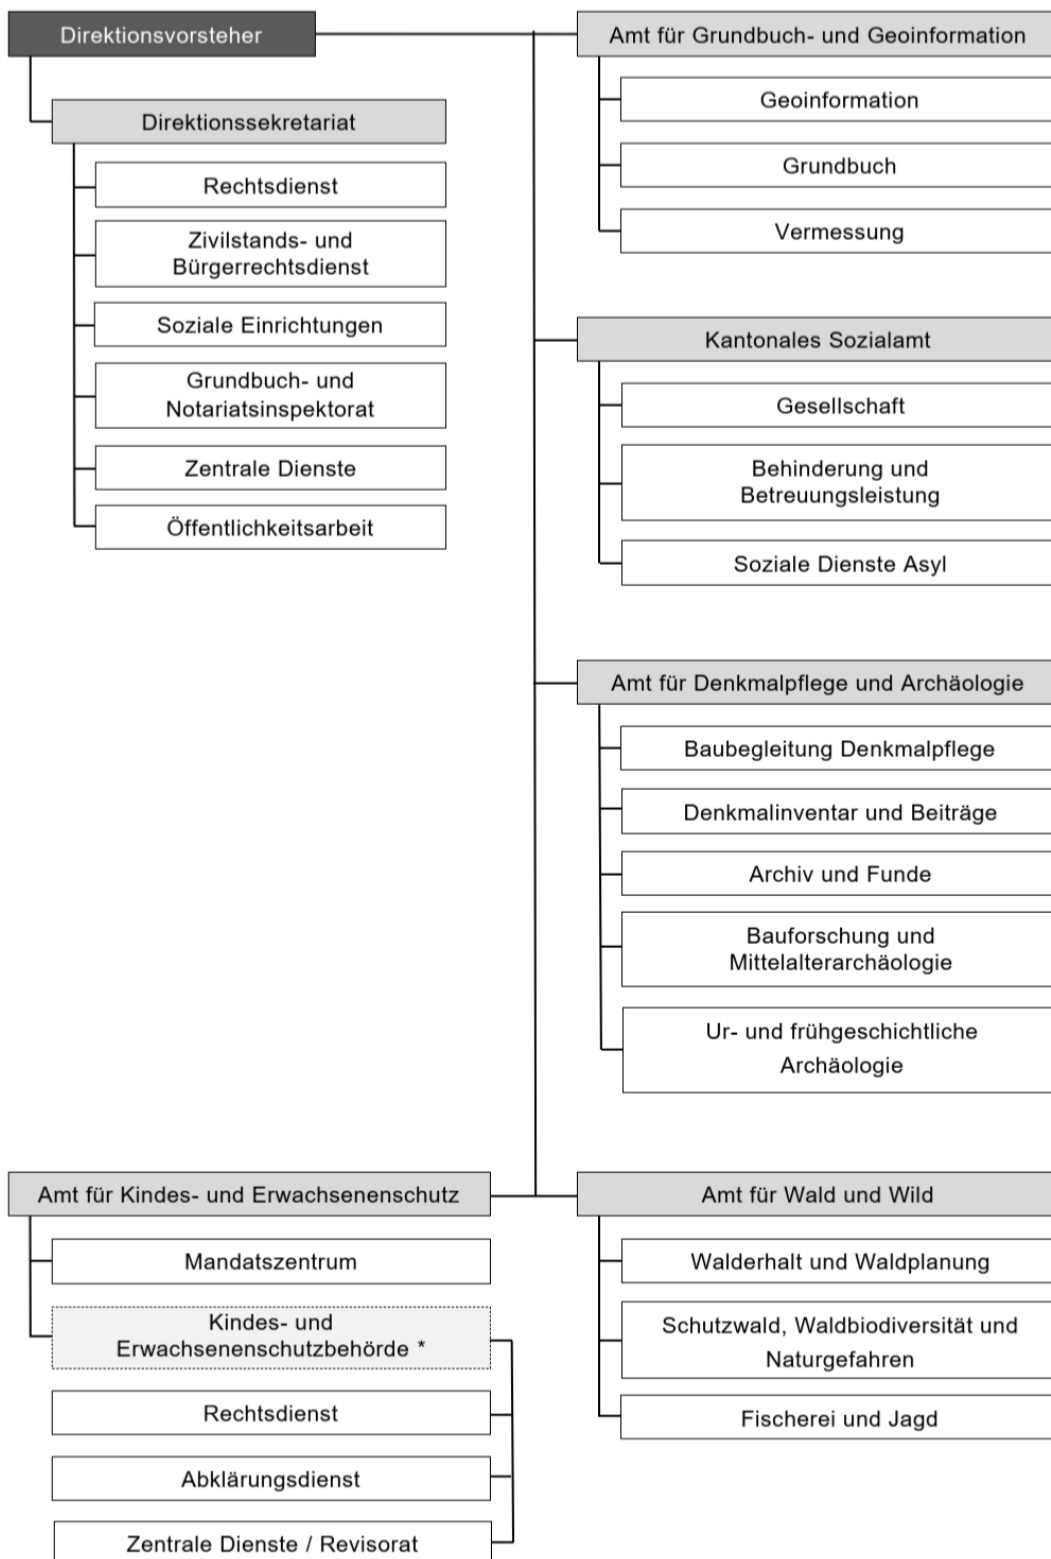 Direktionsvorsteher
Direktionssekretariat
Rechtsdienst
Zivilstands- und
Bürgerrechtsdienst
Soziale Einrichtungen
Grundbuch- und
Notariatsinspektorat
Zentrale Dienste
Öffentlichkeitsarbeit
Amt für Grundbuch- und Geoinformation
Geoinformation
Grundbuch
Vermessung
Kantonales Sozialamt
Gesellschaft
Behinderung und
Betreuungsleistung
Soziale Dienste Asyl
Amt für Denkmalpflege und Archäologie
Baubegleitung Denkmalpflege
Denkmalinventar und Beiträge
Archiv und Funde
Bauforschung und
Mittelalterarchäologie
Ur- und frühgeschichtliche
Archäologie
Amt für Kindes- und Erwachsenenschutz
Mandatszentrum
Kindes- und
Erwachsenenschutzbehörde *
Rechtsdienst
Abklärungsdienst
Zentrale Dienste / Revisorat
Amt für Wald und Wild
Walderhalt und Waldplanung
Schutzwald, Waldbiodiversität und
Naturgefahren
Fischerei und Jagd